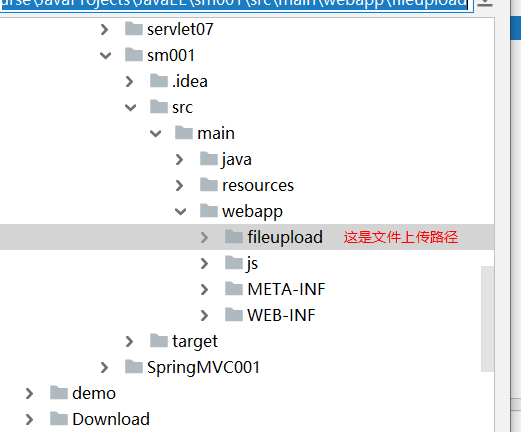 urse\JavaProjects\JavaEE\sm001\src\main\webapp\fileupload
servlet07
sm001
.idea
src
main
java
resources
webapp
fileupload 这是文件上传路径
js
META-INF
WEB-INF
target
SpringMVC001
demo
Download